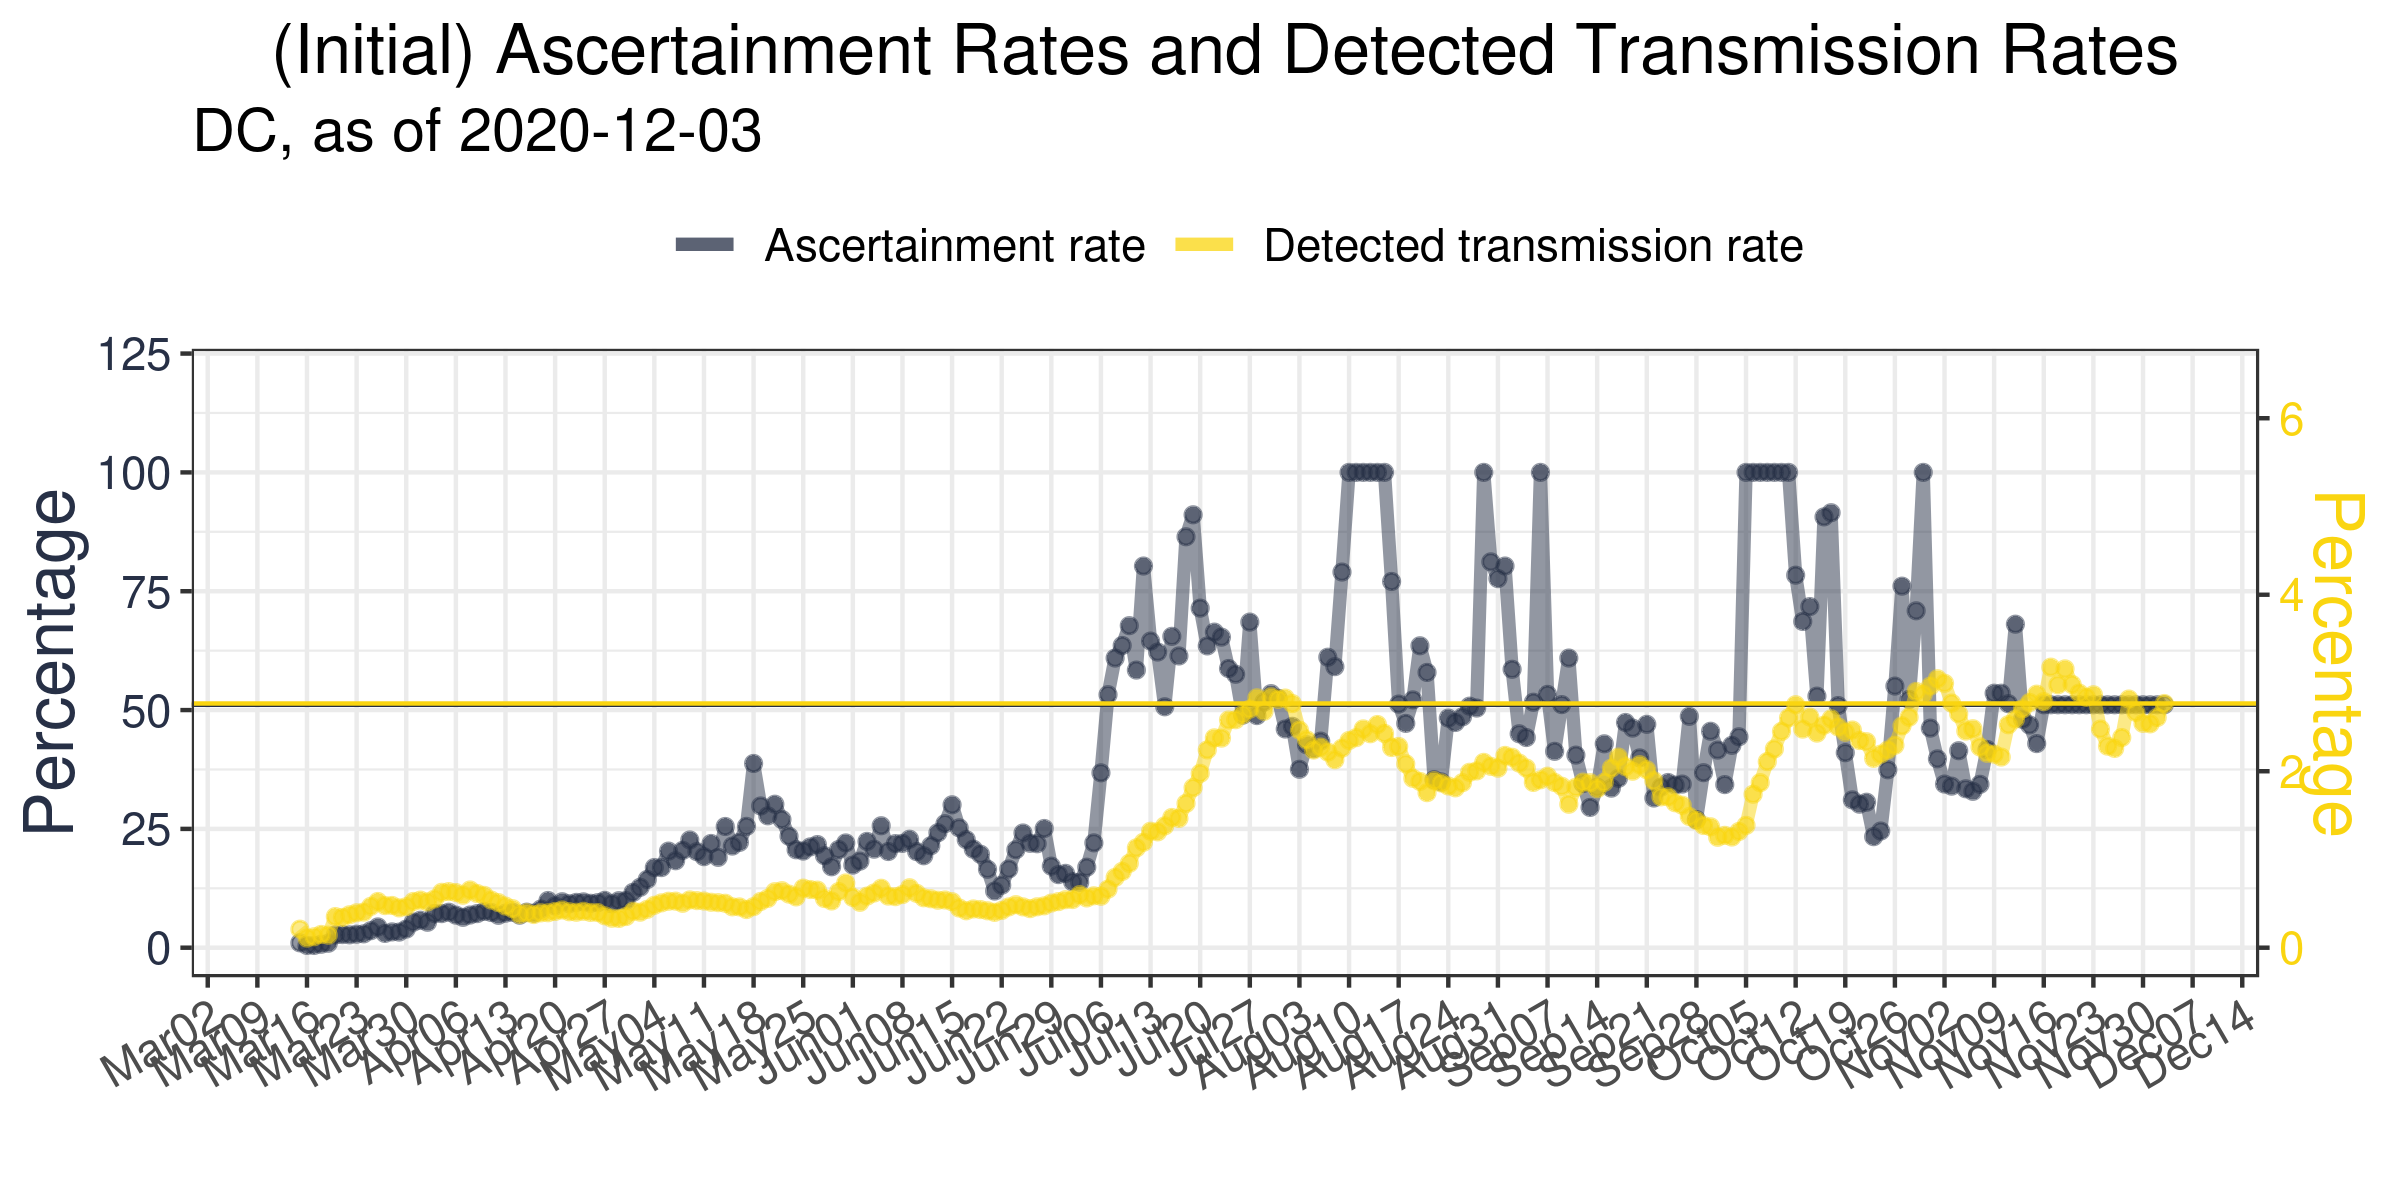 (Initial) Ascertainment Rates and Detected Transmission Rates
DC, as of 2020-12-03
Ascertainment rate
Detected transmission rate
125
100
75
50
25
0
Percentage
6
4
2
0
Percentage
Mar02
Mar09
Mar16
Mar23
Mar30
Apr06
Apr13
Apr20
Apr27
May04
May11
May18
May25
Jun01
Jun08
Jun15
Jun22
Jun29
Jul06
Jul13
Jul20
Jul27
Aug03
Aug10
Aug17
Aug24
Aug31
Sep07
Sep14
Sep21
Sep28
Oct05
Oct12
Oct19
Oct26
Nov02
Nov09
Nov16
Nov23
Nov30
Dec07
Dec14